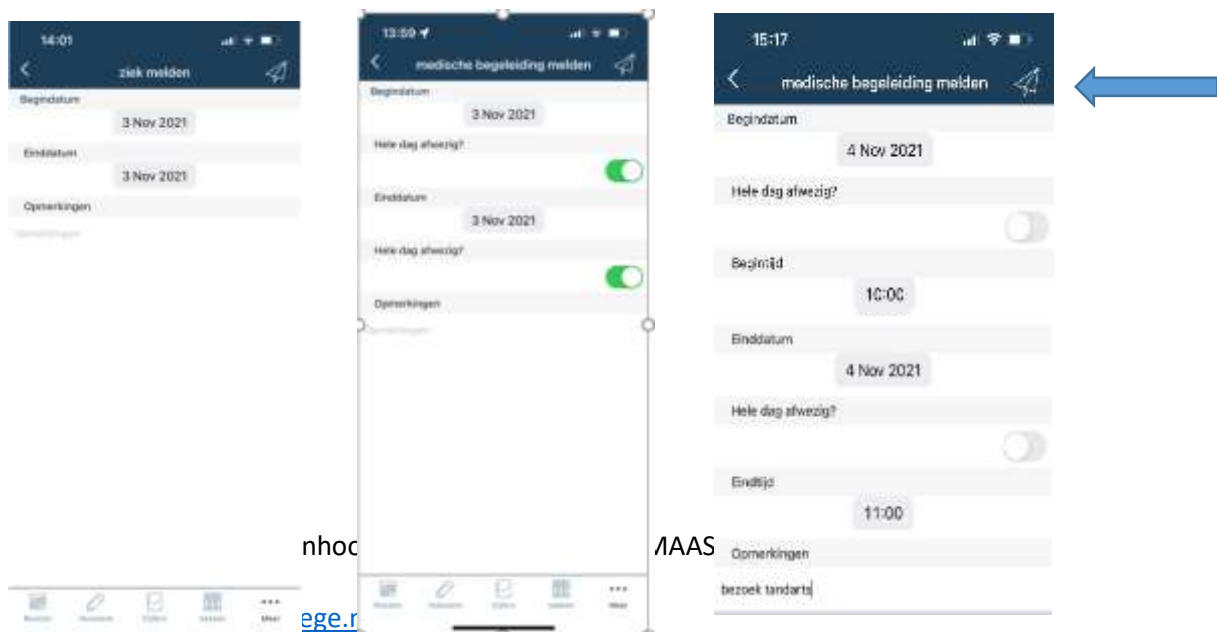 14:01
ziek melden
Begindatum
3 Nov 2021
Einddatum
3 Nov 2021
Opmerkingen
13:59
medische begeleiding melden
Begindatum
3 Nov 2021
Hele dag afwezig?
Einddatum
3 Nov 2021
Hele dag afwezig?
Opmerkingen
Meer
15:17
medische begeleiding melden
Begindatum
4 Nov 2021
Hele dag afwezig?
Begintijd
10:00
Einddatum
4 Nov 2021
Hele dag afwezig?
Eindtijd
11:00
Opmerkingen
bezoek tandarts
nhoo
MAAS
ege.n